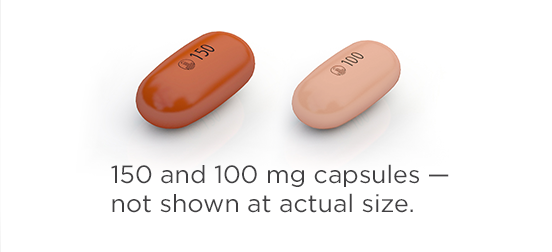 150
100
150 and 100 mg capsules —
not shown at actual size.